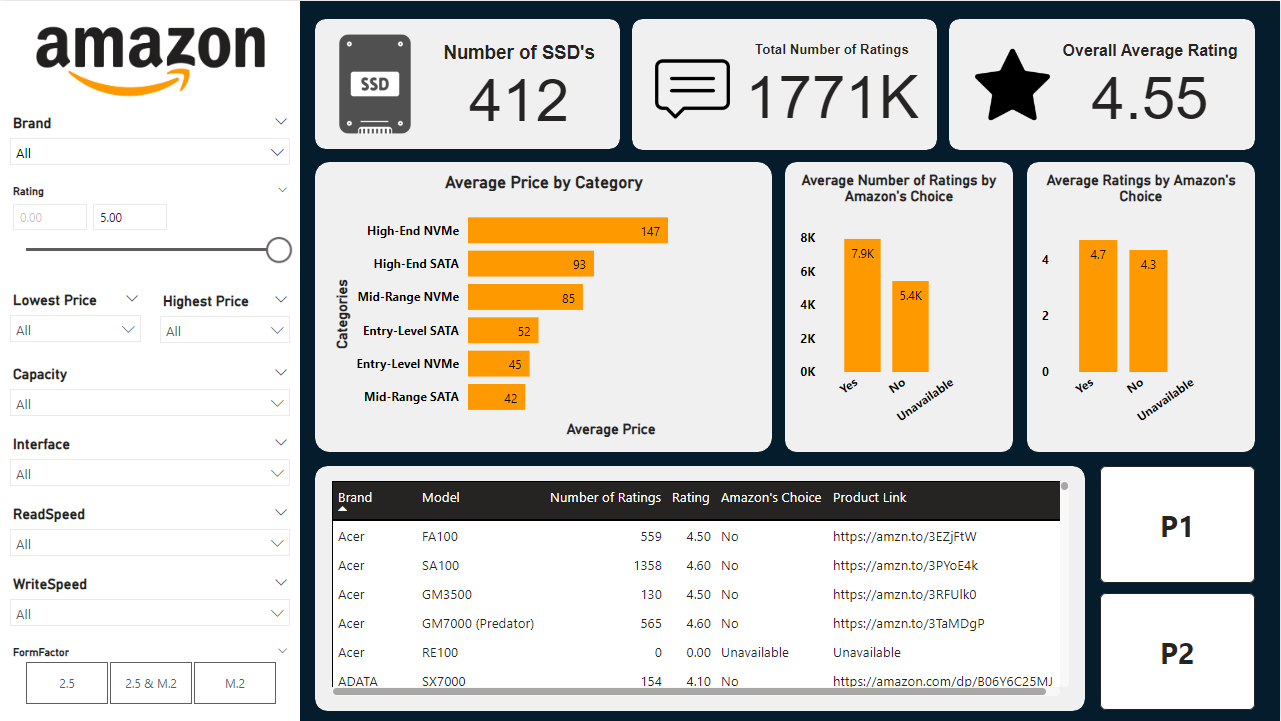 amazon
Brand
All
Rating
0.00
5.00
Lowest Price
Highest Price
All
All
Capacity
All
Interface
All
ReadSpeed
All
WriteSpeed
All
FormFactor
2.5
2.5 & M.2
M.2
SSD
Number of SSD's
412
Total Number of Ratings
1771K
Overall Average Rating
4.55
Average Price by Category
Categories
High-End NVMe 147
High-End SATA 93
Mid-Range NVMe 85
Entry-Level SATA 52
Entry-Level NVMe 45
Mid-Range SATA 42
Average Price
Average Number of Ratings by
Amazon's Choice
8K
6K
4K
2K
0K
7.9K
5.4K
Yes
No
Unavailable
Average Ratings by Amazon's
Choice
4
2
0
4.7
4.3
Yes
No
Unavailable
Brand Model Number of Ratings Rating Amazon's Choice Product Link
Acer FA100 559 4.50 No https://amzn.to/3EZjFtW
Acer SA100 1358 4.60 No https://amzn.to/3PYoE4k
Acer GM3500 130 4.50 No https://amzn.to/3RFUlk0
Acer GM7000 (Predator) 565 4.60 No https://amzn.to/3TaMDgP
Acer RE100 0 0.00 Unavailable Unavailable
ADATA SX7000 154 4.10 No https://amazon.com/dp/B06Y6C25MJ
P1
P2